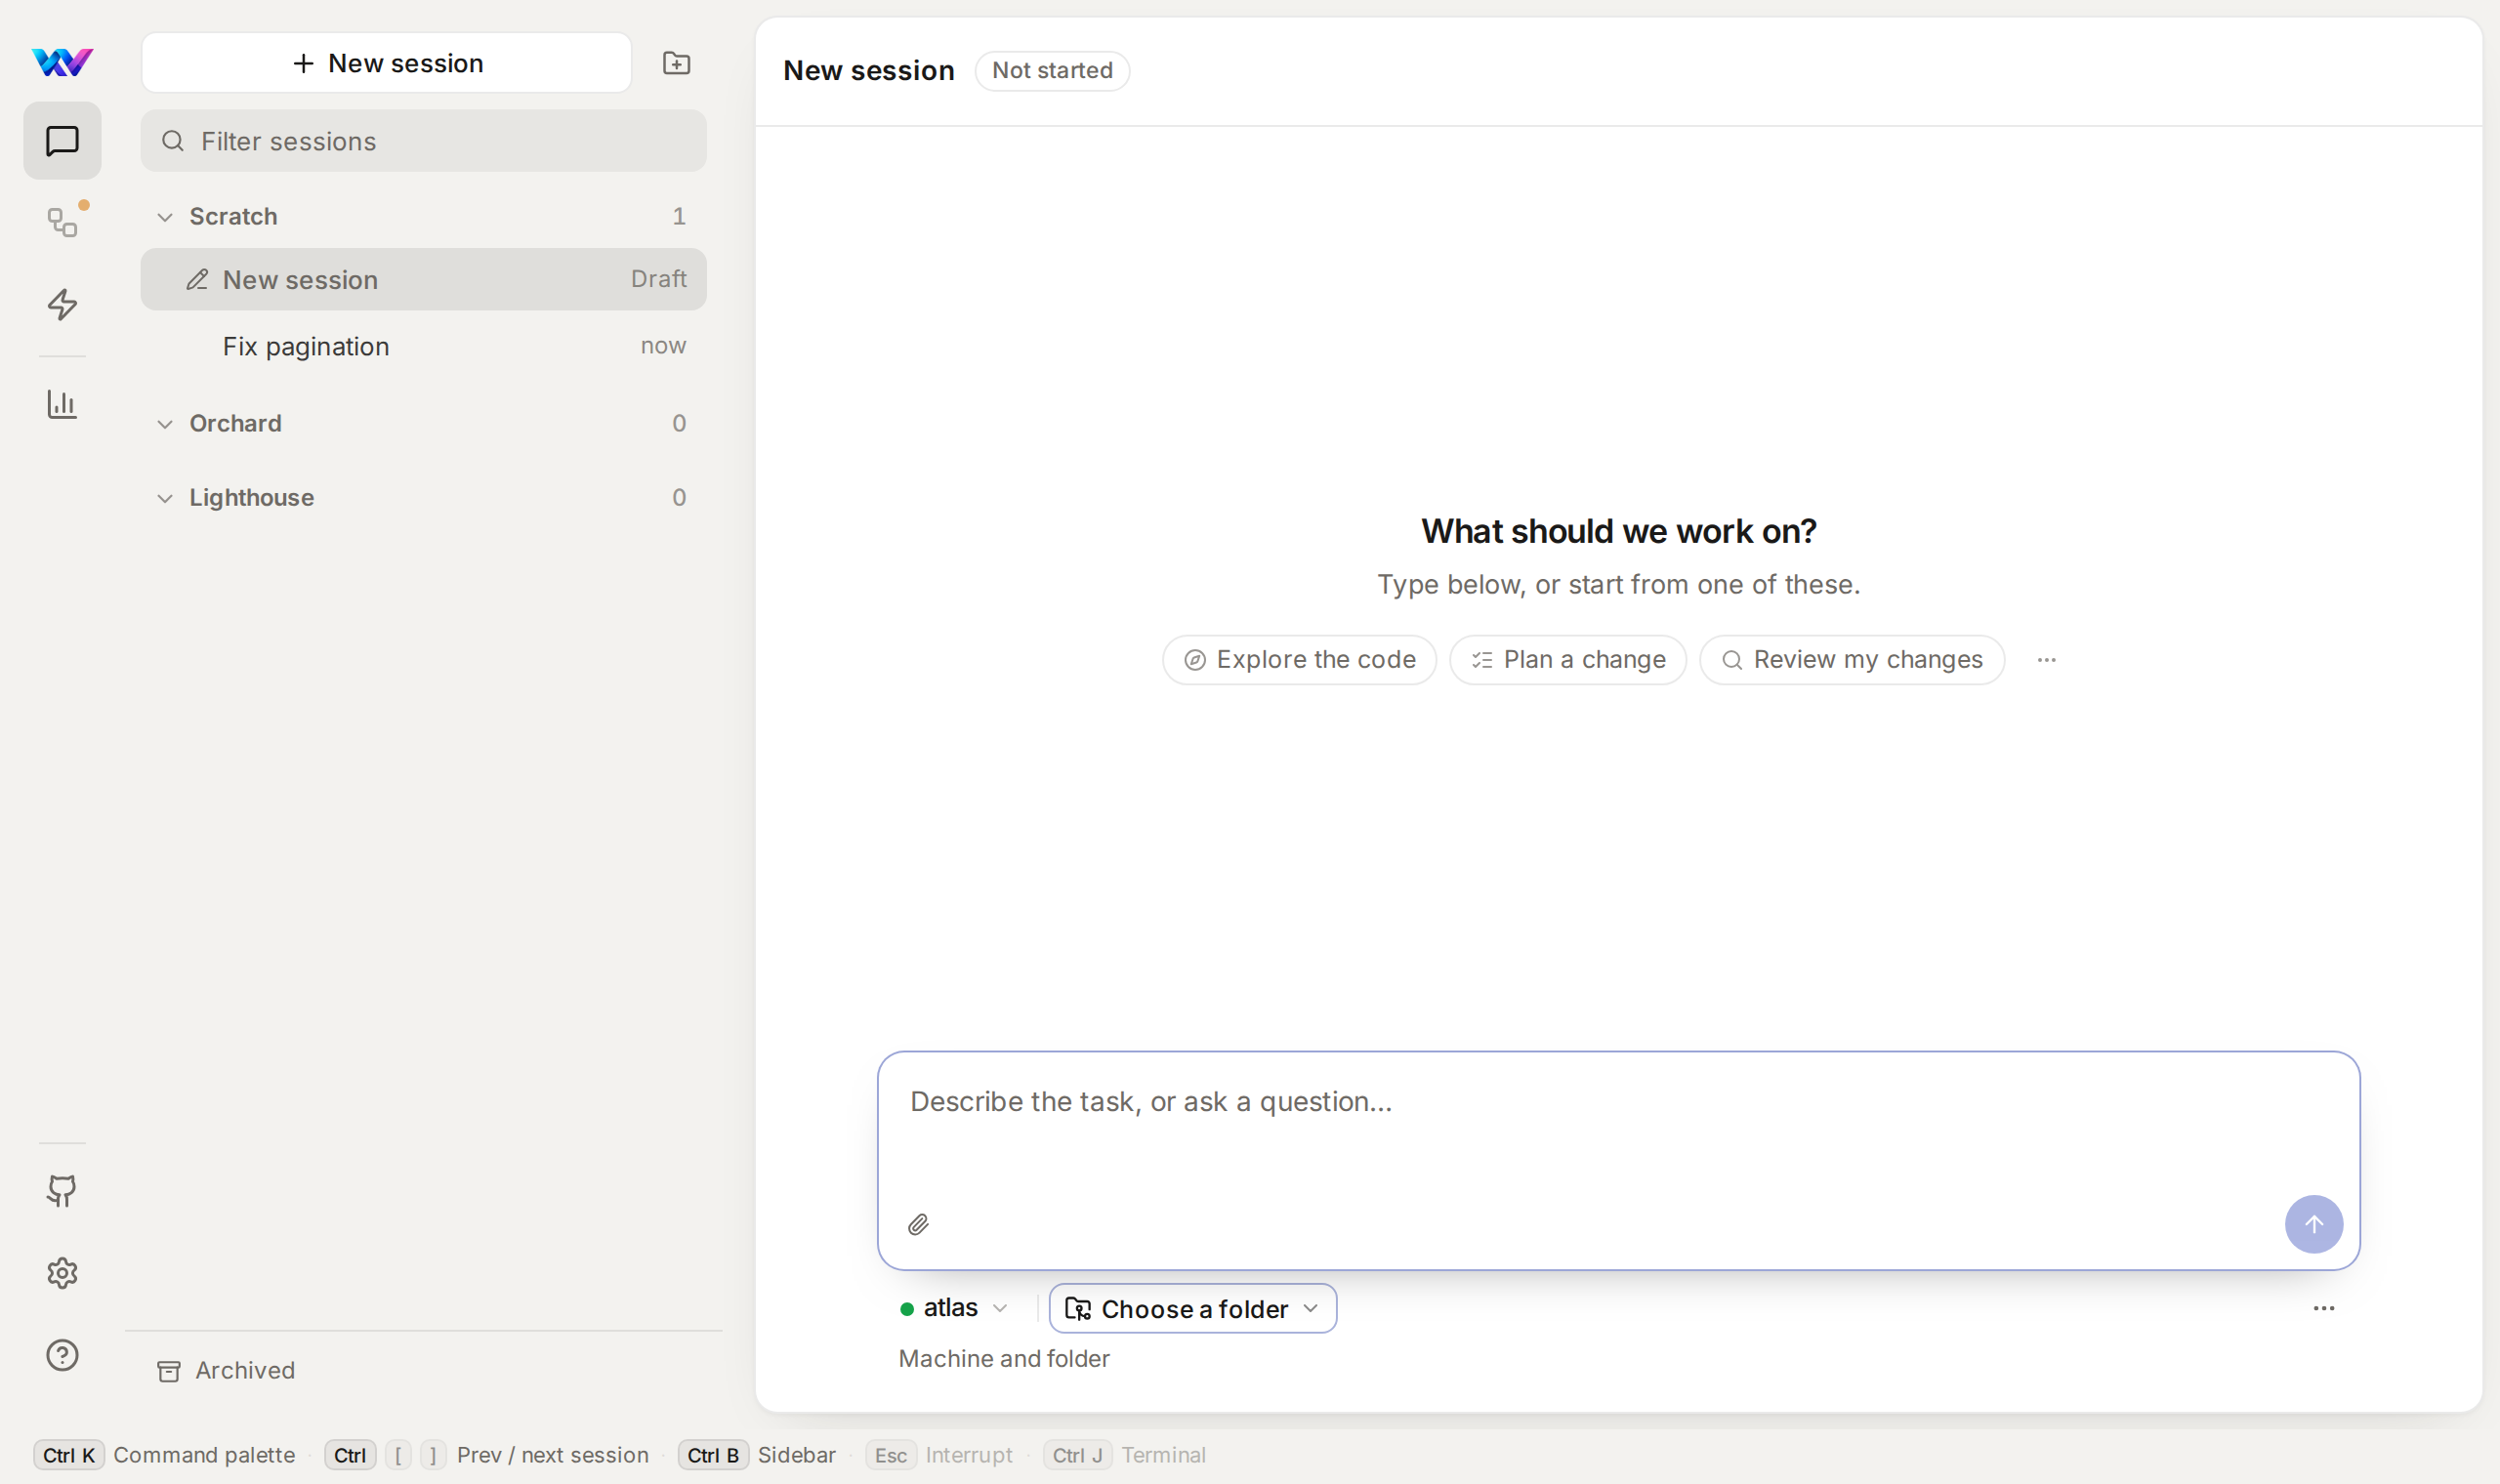 New session
Filter sessions
Scratch 1
New session Draft
Fix pagination now
Orchard 0
Lighthouse 0
Archived
New session Not started
What should we work on?
Type below, or start from one of these.
Explore the code Plan a change Review my changes
Describe the task, or ask a question...
atlas Choose a folder
Machine and folder
Ctrl K Command palette · Ctrl [ ] Prev / next session · Ctrl B Sidebar · Esc Interrupt · Ctrl J Terminal